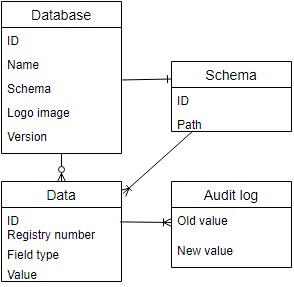 Database
ID
Name
Schema
Logo image
Version
Schema
ID
Path
Data
ID
Registry number
Field type
Value
Audit log
Old value
New value